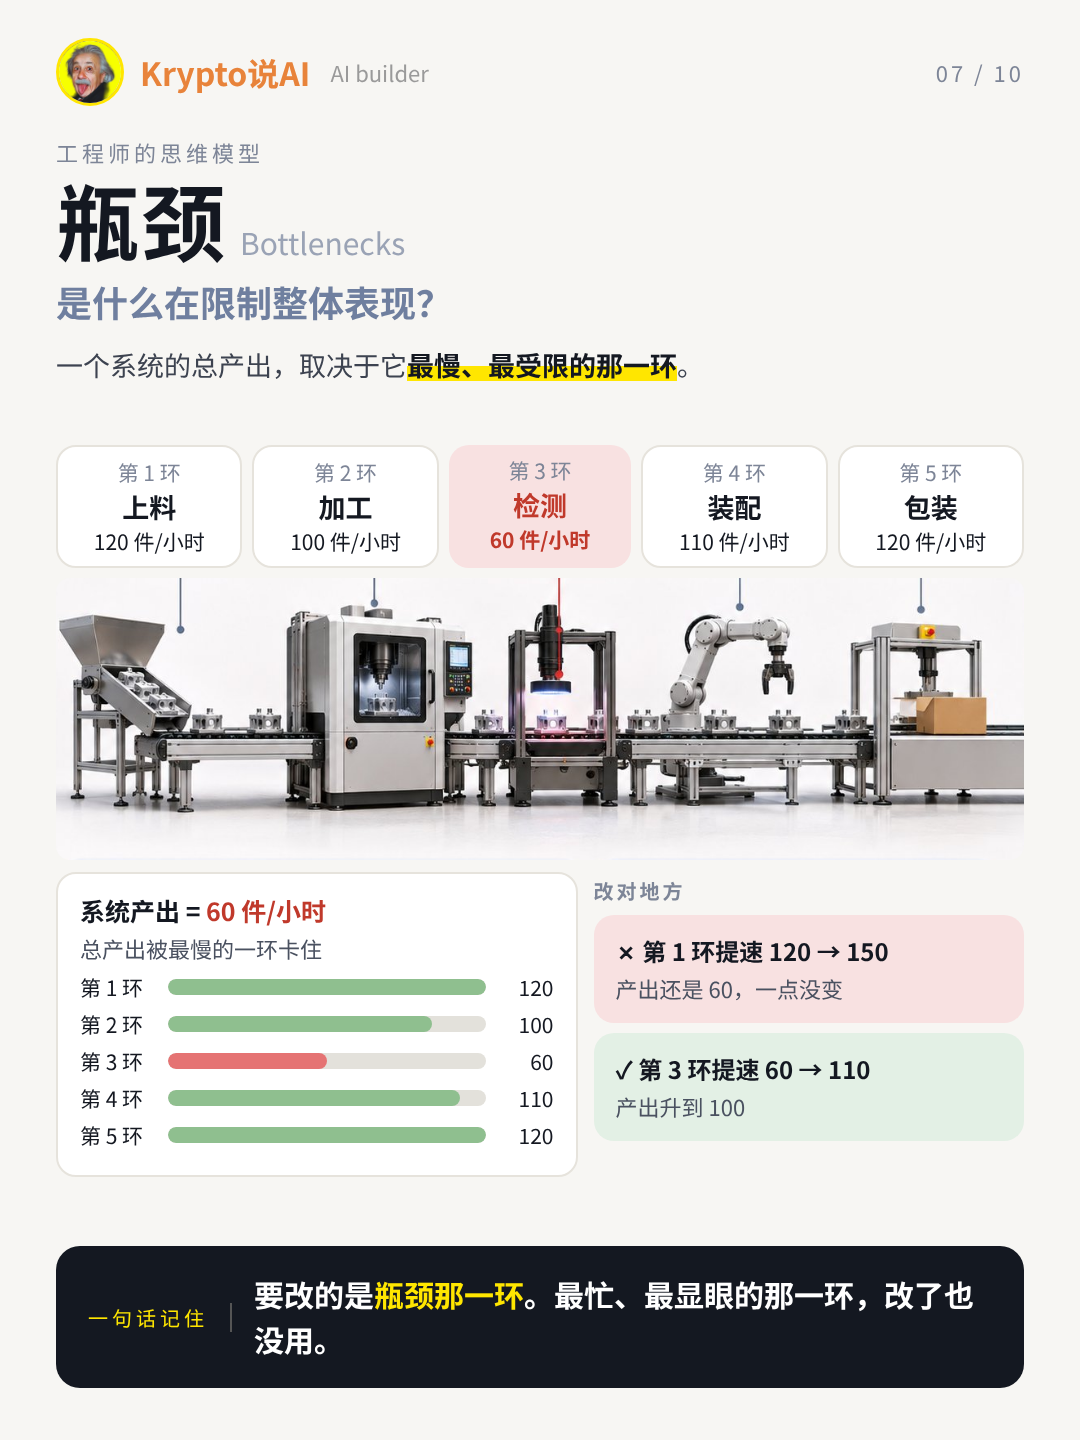 Krypto说AI AI builder 07 / 10
工程师的思维模型
瓶颈 Bottlenecks
是什么在限制整体表现？
一个系统的总产出，取决于它最慢、最受限的那一环。
第 1 环
上料
120 件/小时
第 2 环
加工
100 件/小时
第 3 环
检测
60 件/小时
第 4 环
装配
110 件/小时
第 5 环
包装
120 件/小时
系统产出 = 60 件/小时
总产出被最慢的一环卡住
第 1 环 120
第 2 环 100
第 3 环 60
第 4 环 110
第 5 环 120
改对地方
× 第 1 环提速 120 → 150
产出还是 60，一点没变
✓ 第 3 环提速 60 → 110
产出升到 100
一句话记住
要改的是瓶颈那一环。最忙、最显眼的那一环，改了也
没用。